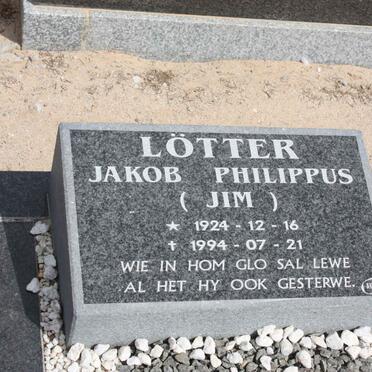 LÖTTER
JAKOB PHILIPPUS
( JIM )
★ 1924 - 12 - 16
✝ 1994 - 07 - 21
WIE IN HOM GLO SAL LEWE
AL HET HY OOK GESTERWE.